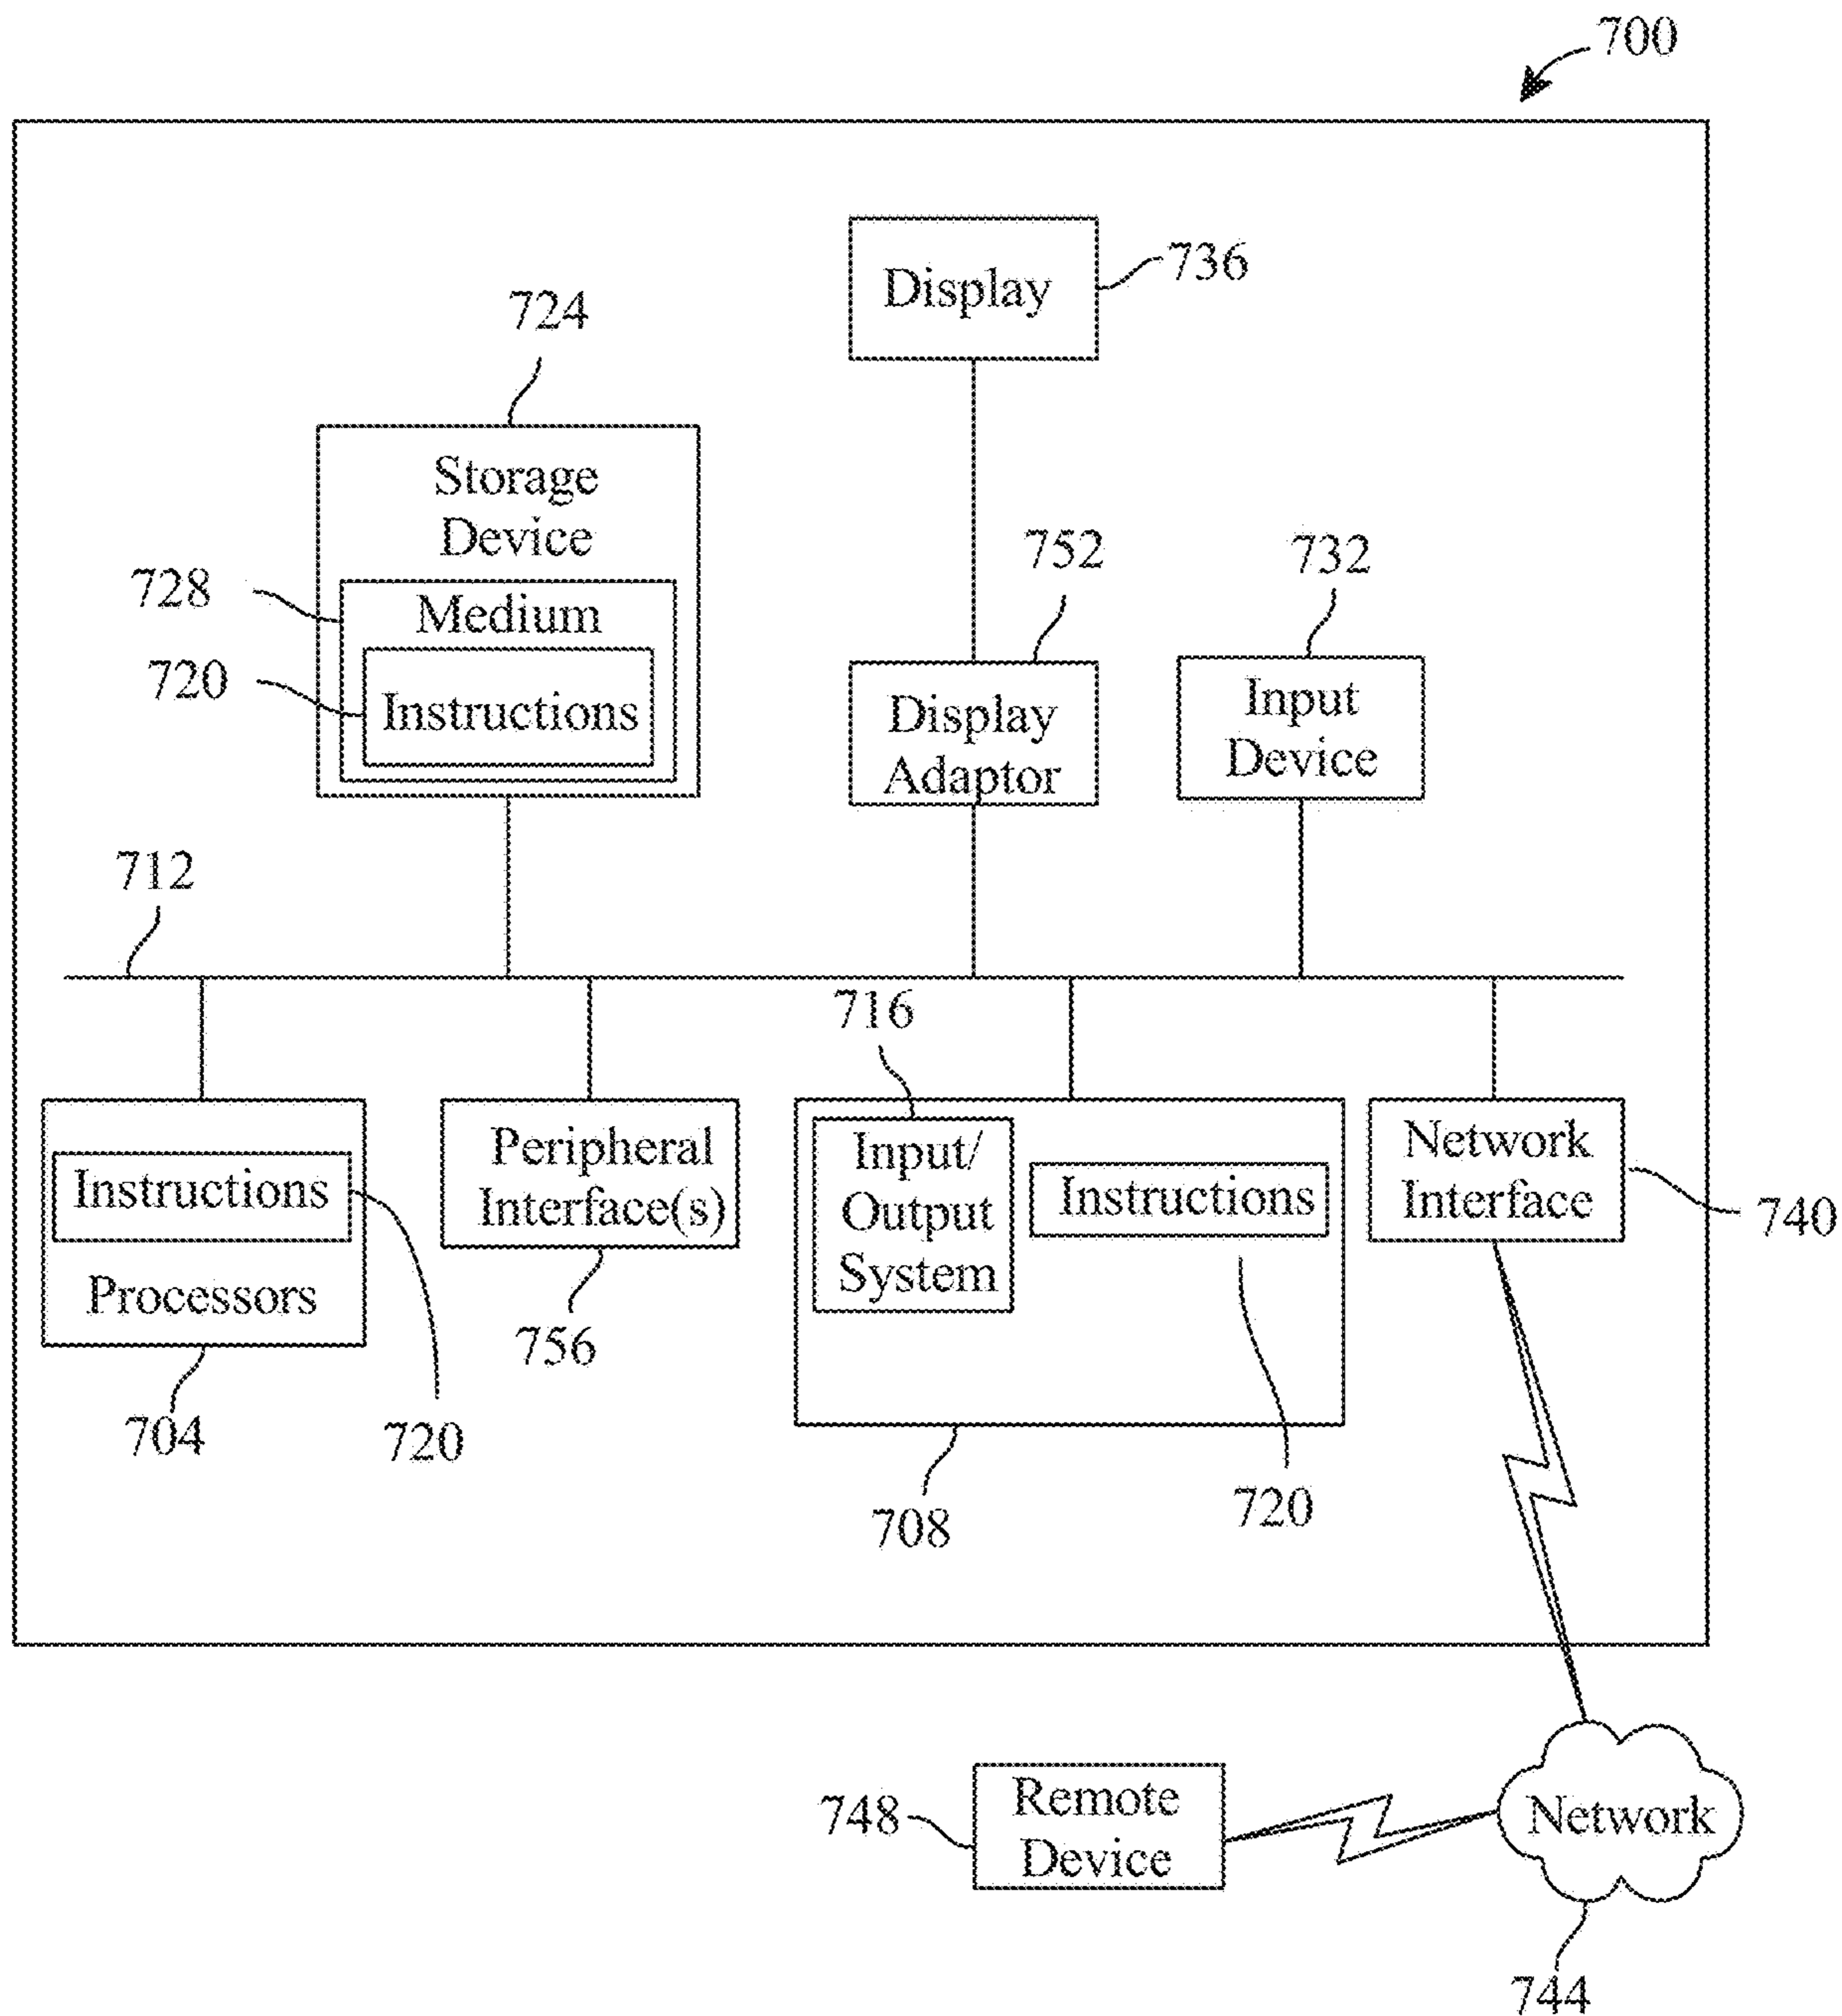 700
Display
736
724
Storage
Device
728
Medium
720
Instructions
752
Display
Adaptor
732
Input
Device
712
716
Instructions
Processors
704
720
Peripheral
Interface(s)
756
Input/
Output
System
Instructions
708
720
Network
Interface
740
748
Remote
Device
Network
744